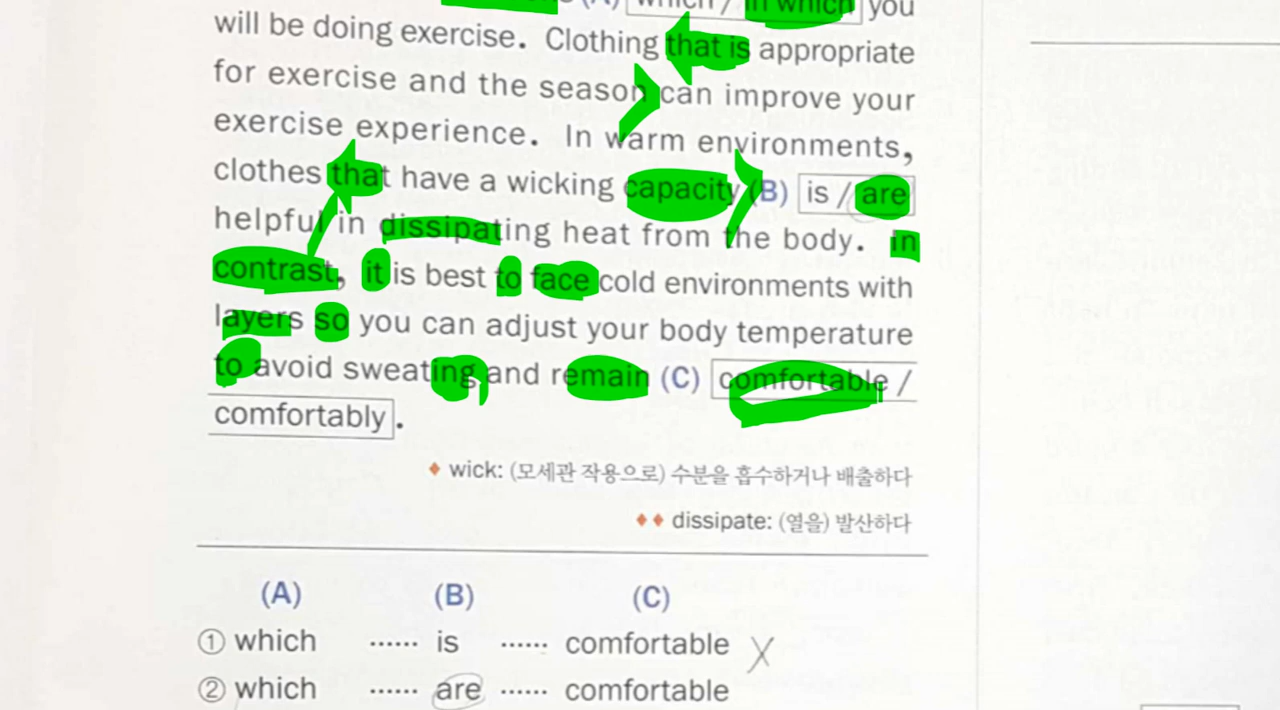 (A) which / in which you
will be doing exercise. Clothing that is appropriate
for exercise and the season can improve your
exercise experience. In warm environments,
clothes that have a wicking capacity (B) is / are
helpful in dissipating heat from the body. in
contrast, it is best to face cold environments with
layers so you can adjust your body temperature
to avoid sweating and remain (C) comfortable /
comfortably.
♦ wick: (모세관 작용으로) 수분을 흡수하거나 배출하다
♦♦ dissipate: (열을) 발산하다
(A) (B) (C)
① which ...... is ...... comfortable X
② which ...... are ...... comfortable